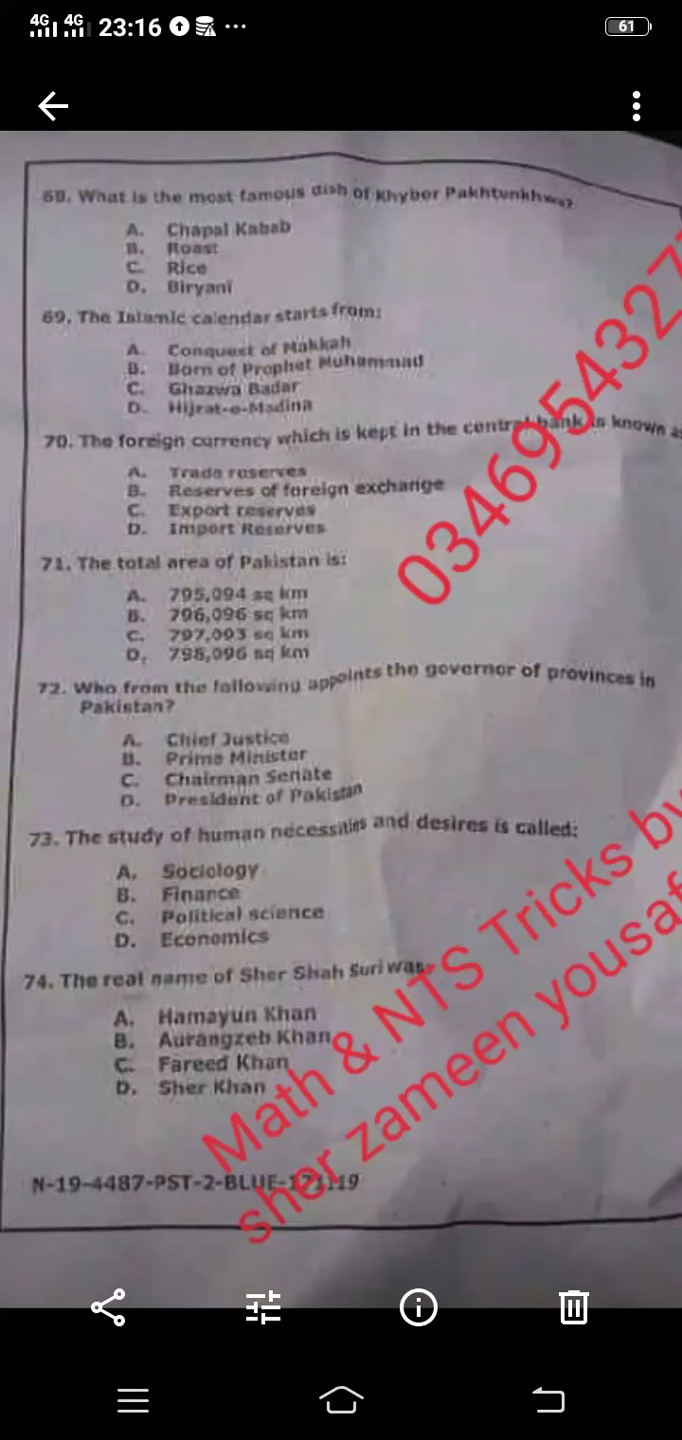 4G 4G 23:16 61
68. What is the most famous dish of Khyber Pakhtunkhwa?
A. Chapal Kabab
B. Roast
C. Rice
D. Biryani
69. The Islamic calendar starts from:
A. Conquest of Makkah
B. Born of Prophet Muhammad
C. Ghazwa Badar
D. Hijrat-e-Madina
70. The foreign currency which is kept in the central bank is known as
A. Trade reserves
B. Reserves of foreign exchange
C. Export reserves
D. Import Reserves
71. The total area of Pakistan is:
A. 795,094 sq km
B. 796,096 sq km
C. 797,093 sq km
D. 798,096 sq km
72. Who from the following appoints the governor of provinces in
Pakistan?
A. Chief Justice
B. Prime Minister
C. Chairman Senate
D. President of Pakistan
73. The study of human necessities and desires is called:
A. Sociology
B. Finance
C. Political science
D. Economics
74. The real name of Sher Shah Suri was:
A. Hamayun Khan
B. Aurangzeb Khan
C. Fareed Khan
D. Sher Khan
N-19-4487-PST-2-BLUE-171119
0346954327
Math & NTS Tricks by
sher zameen yousaf